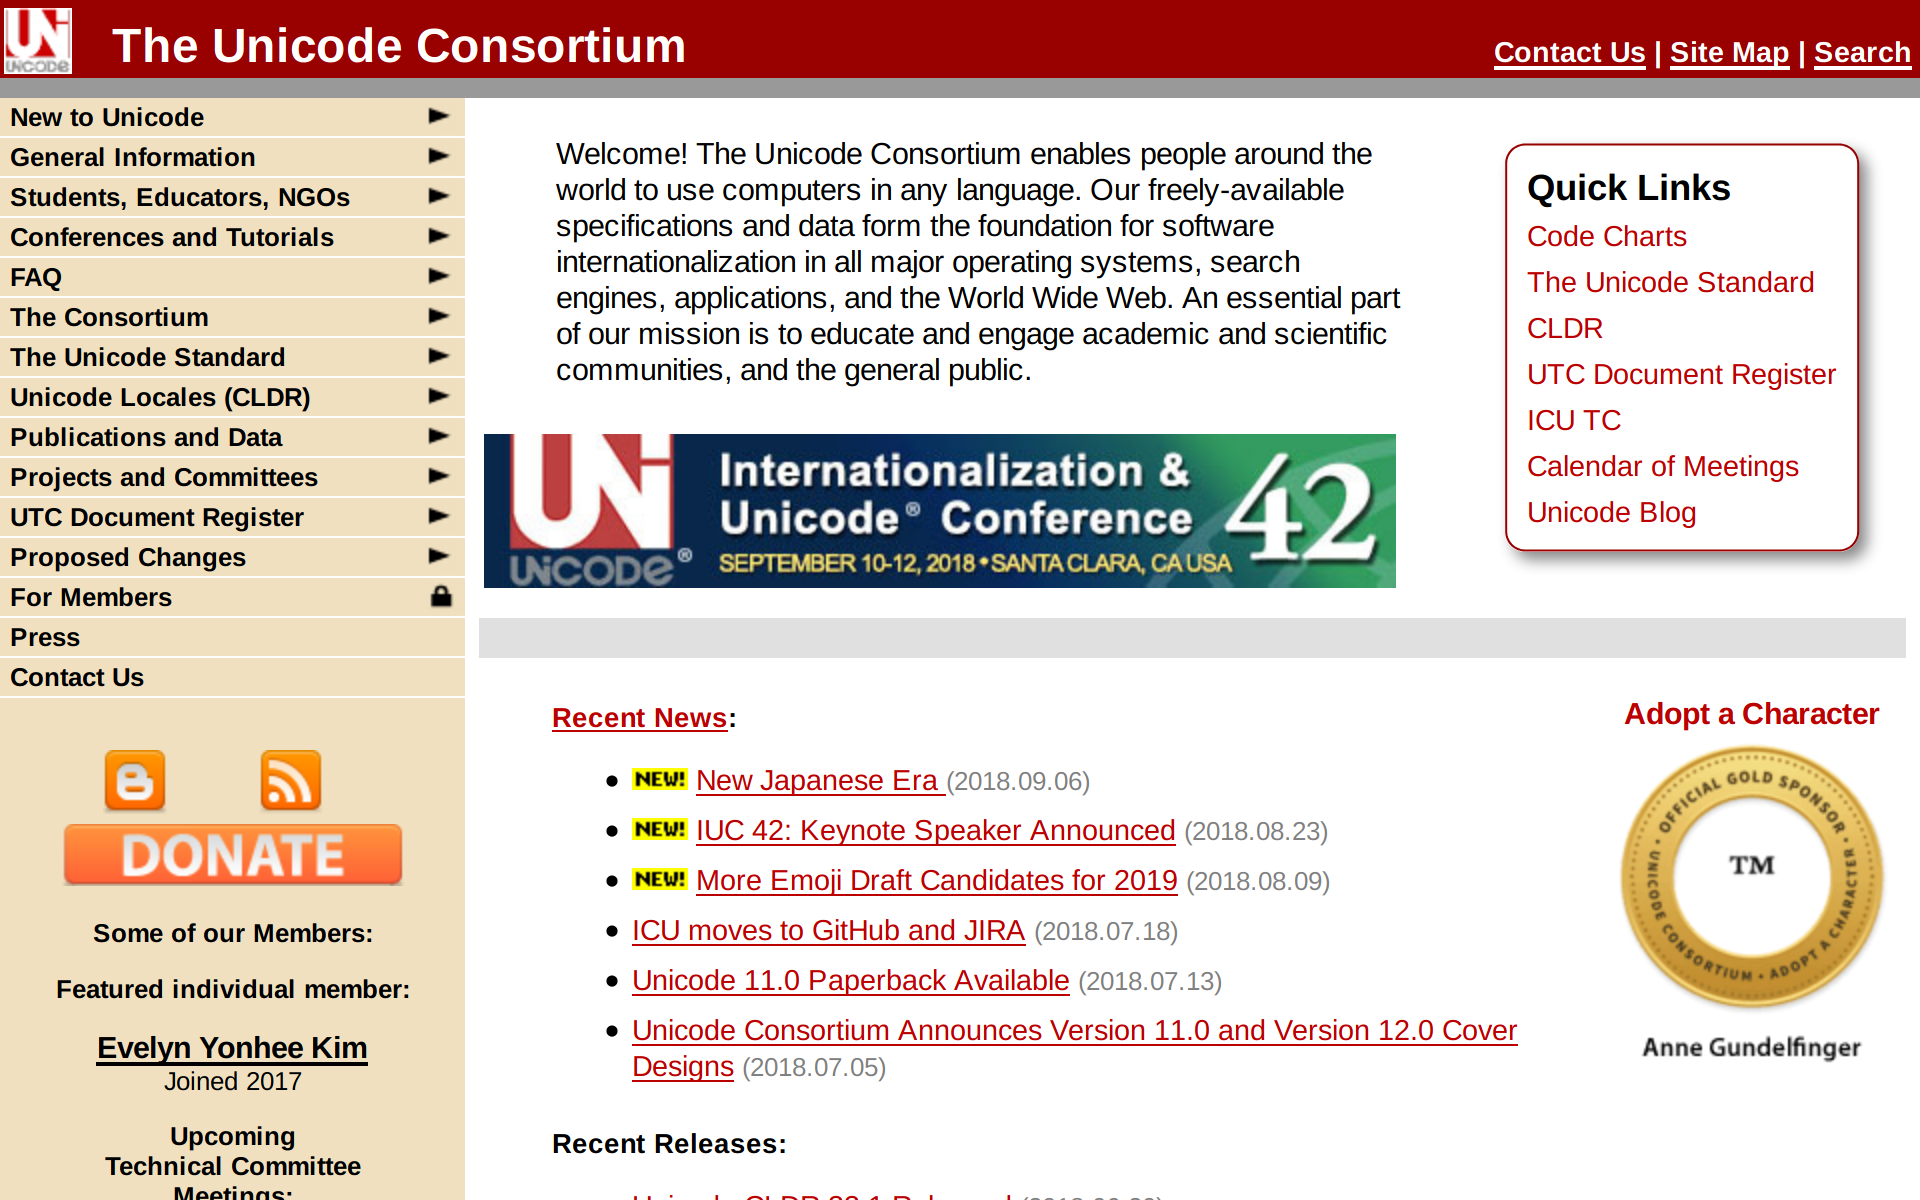 UNiCODe
The Unicode Consortium
Contact Us | Site Map | Search
New to Unicode
General Information
Students, Educators, NGOs
Conferences and Tutorials
FAQ
The Consortium
The Unicode Standard
Unicode Locales (CLDR)
Publications and Data
Projects and Committees
UTC Document Register
Proposed Changes
For Members
Press
Contact Us
DONATE
Some of our Members:
Featured individual member:
Evelyn Yonhee Kim
Joined 2017
Upcoming
Technical Committee
Meetings:
Welcome! The Unicode Consortium enables people around the
world to use computers in any language. Our freely-available
specifications and data form the foundation for software
internationalization in all major operating systems, search
engines, applications, and the World Wide Web. An essential part
of our mission is to educate and engage academic and scientific
communities, and the general public.
UNiCODe®
Internationalization &
Unicode® Conference 42
SEPTEMBER 10-12, 2018 • SANTA CLARA, CA USA
Quick Links
Code Charts
The Unicode Standard
CLDR
UTC Document Register
ICU TC
Calendar of Meetings
Unicode Blog
Recent News:
NEW! New Japanese Era (2018.09.06)
NEW! IUC 42: Keynote Speaker Announced (2018.08.23)
NEW! More Emoji Draft Candidates for 2019 (2018.08.09)
ICU moves to GitHub and JIRA (2018.07.18)
Unicode 11.0 Paperback Available (2018.07.13)
Unicode Consortium Announces Version 11.0 and Version 12.0 Cover
Designs (2018.07.05)
Recent Releases:
Adopt a Character
OFFICIAL GOLD SPONSOR
UNICODE CONSORTIUM • ADOPT A CHARACTER
TM
Anne Gundelfinger